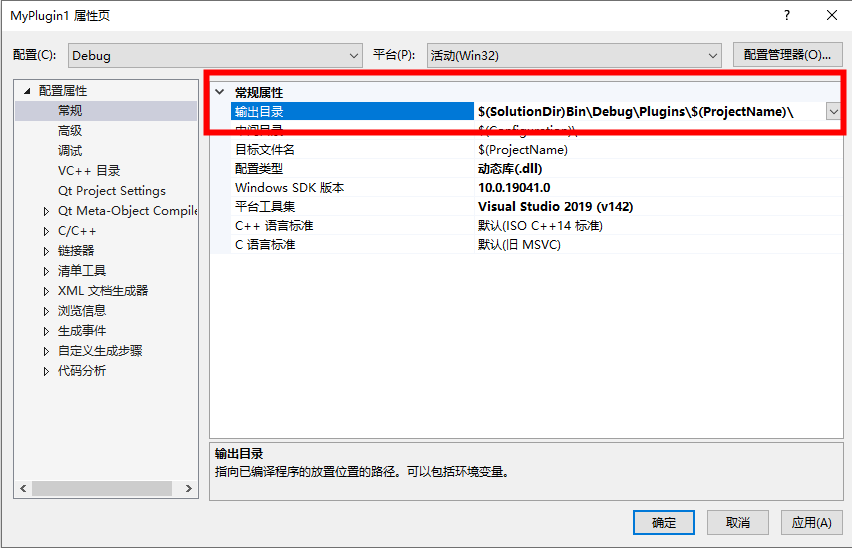 MyPlugin1 属性页
?
配置(C): Debug 平台(P): 活动(Win32) 配置管理器(O)...
配置属性
常规
高级
调试
VC++ 目录
Qt Project Settings
Qt Meta-Object Compile
C/C++
链接器
清单工具
XML 文档生成器
浏览信息
生成事件
自定义生成步骤
代码分析
常规属性
输出目录 $(SolutionDir)Bin\Debug\Plugins\$(ProjectName)\
中间目录 $(Configuration)\
目标文件名 $(ProjectName)
配置类型 动态库(.dll)
Windows SDK 版本 10.0.19041.0
平台工具集 Visual Studio 2019 (v142)
C++ 语言标准 默认(ISO C++14 标准)
C 语言标准 默认(旧 MSVC)
输出目录
指向已编译程序的放置位置的路径。可以包括环境变量。
确定 取消 应用(A)